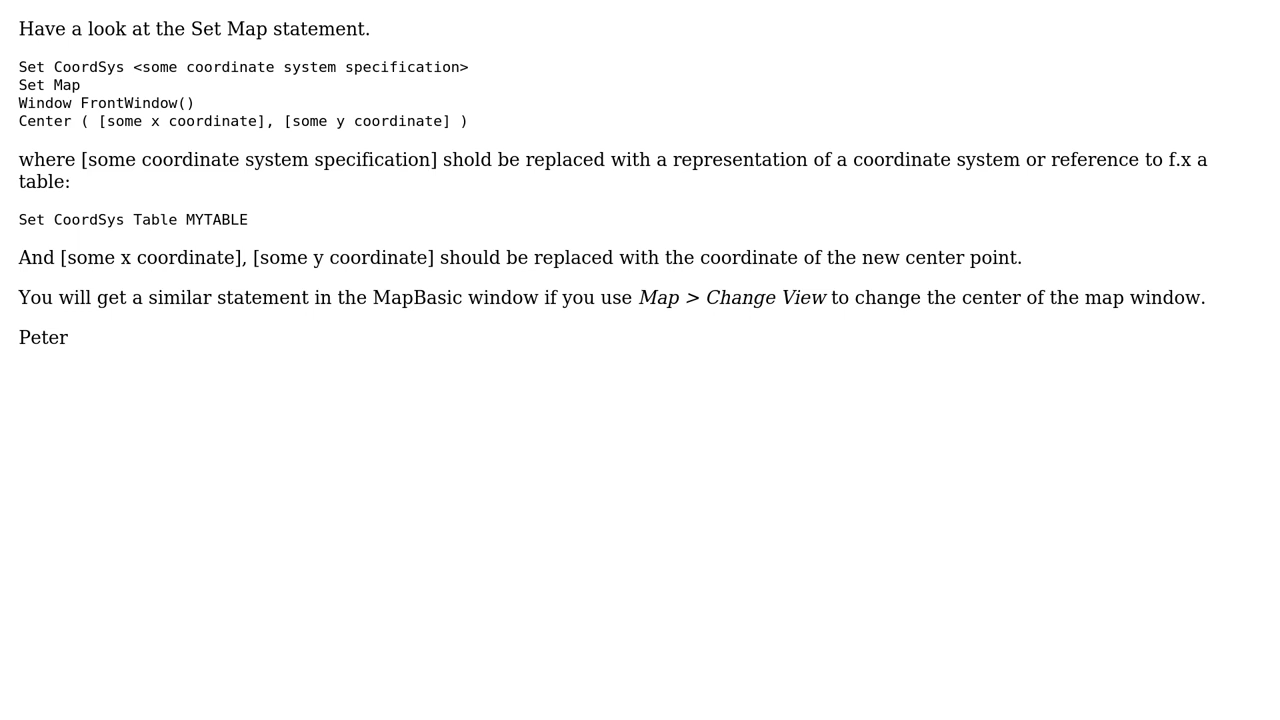 Have a look at the Set Map statement.
Set CoordSys <some coordinate system specification>
Set Map
Window FrontWindow()
Center ( [some x coordinate], [some y coordinate] )
where [some coordinate system specification] shold be replaced with a representation of a coordinate system or reference to f.x a
table:
Set CoordSys Table MYTABLE
And [some x coordinate], [some y coordinate] should be replaced with the coordinate of the new center point.
You will get a similar statement in the MapBasic window if you use Map > Change View to change the center of the map window.
Peter